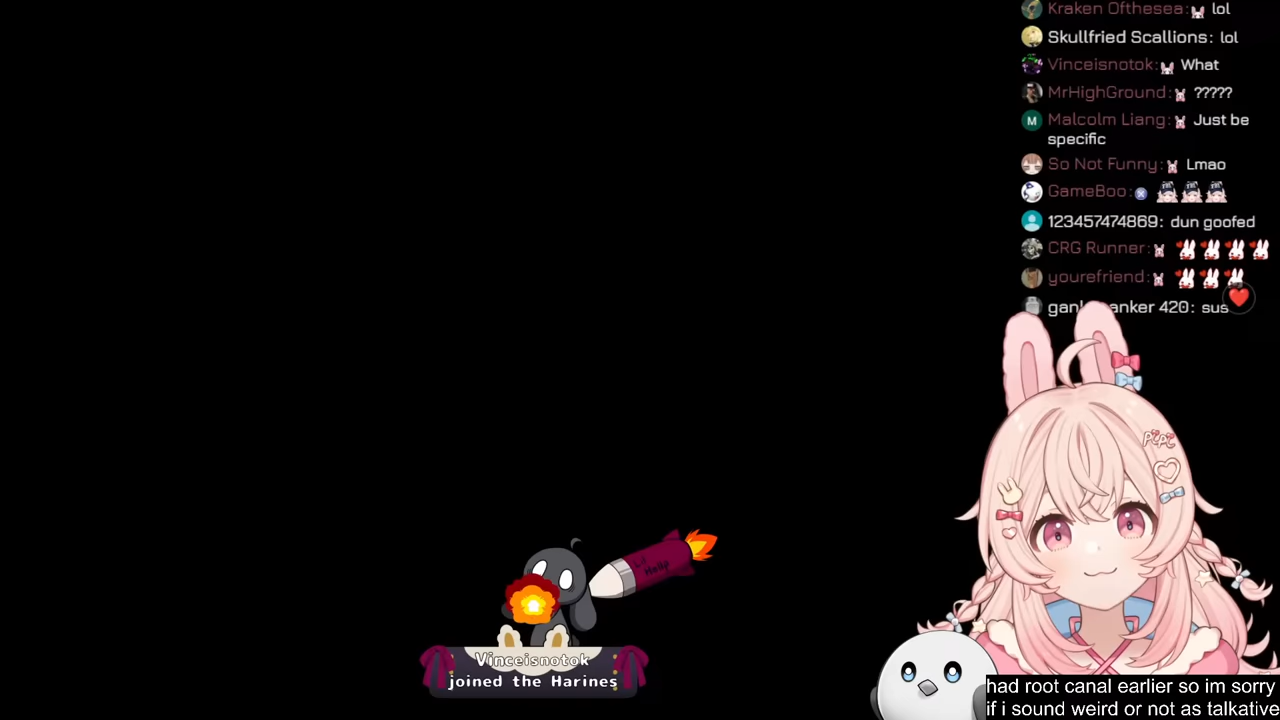 Kraken Ofthesea: lol
Skullfried Scallions: lol
Vinceisnotok: What
MrHighGround: ?????
M Malcolm Liang: Just be
specific
So Not Funny: Lmao
GameBoo:
123457474869: dun goofed
CRG Runner:
yourefriend:
anker 420: sus
pipi
Vinceisnotok
joined the Harines
had root canal earlier so im sorry
if i sound weird or not as talkative